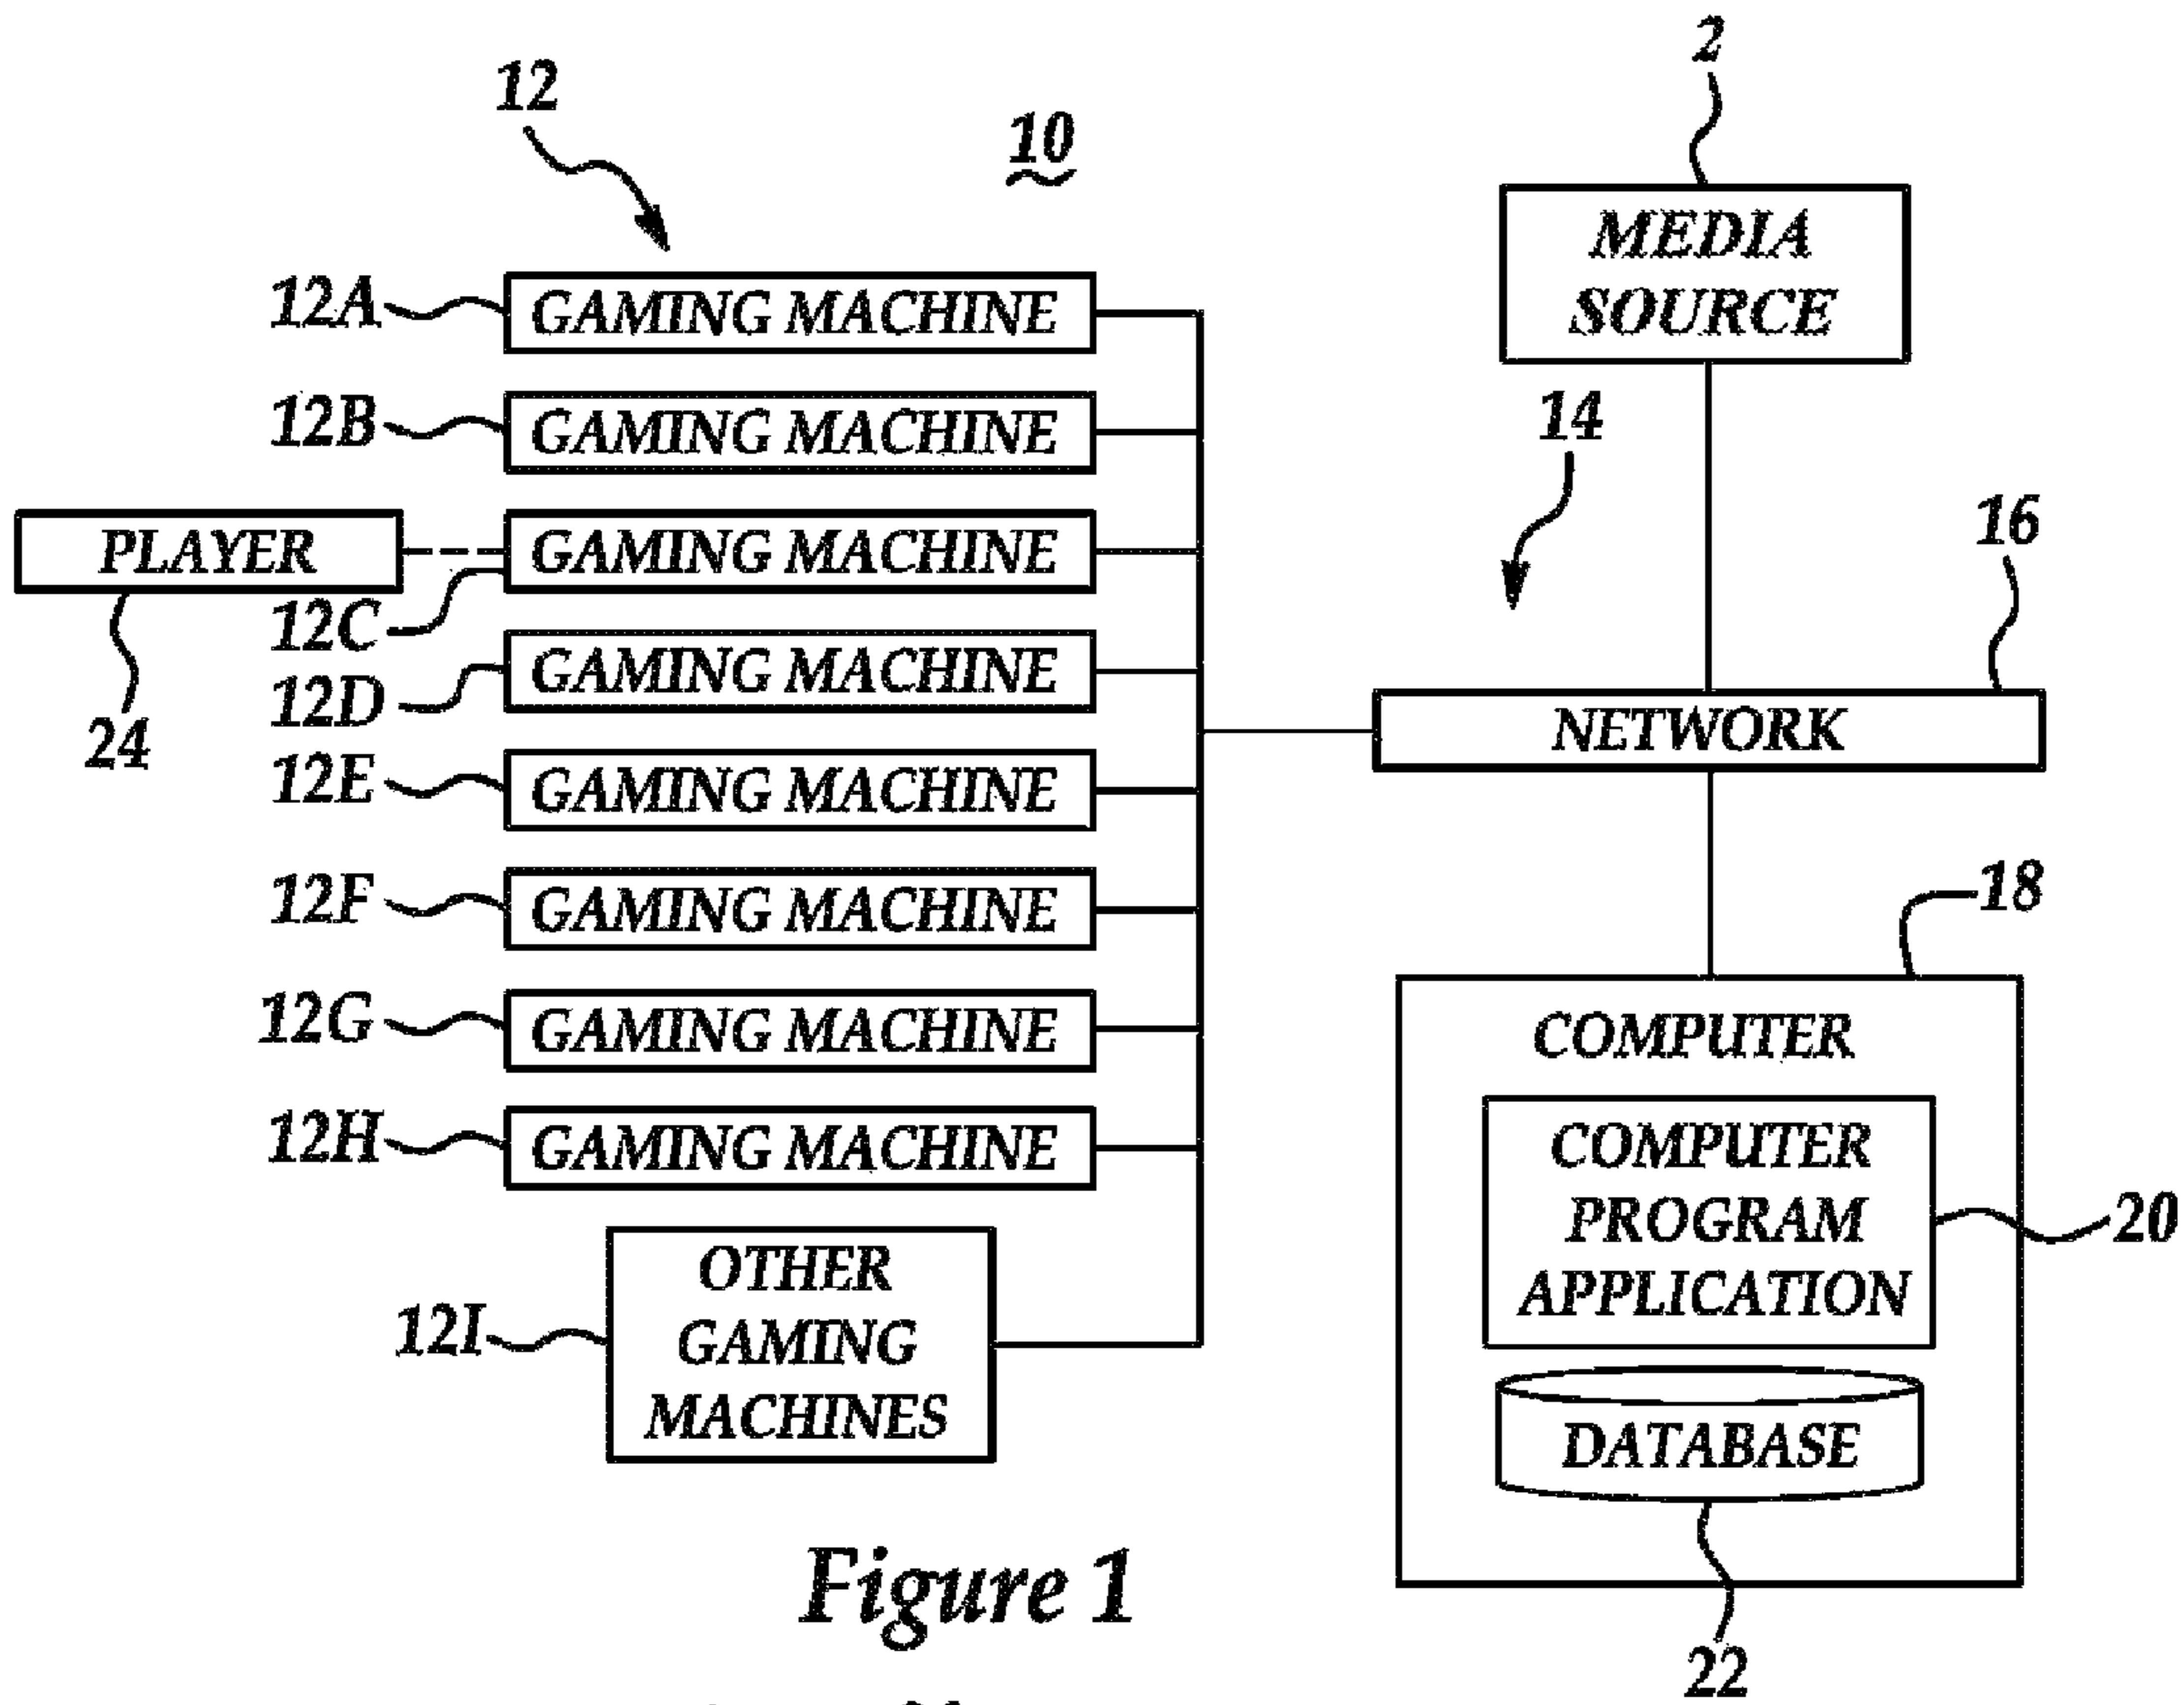 2
12
10
MEDIA
SOURCE
12A
GAMING MACHINE
12B
GAMING MACHINE
14
PLAYER
GAMING MACHINE
16
12C
12D
GAMING MACHINE
24
NETWORK
12E
GAMING MACHINE
12F
GAMING MACHINE
18
12G
GAMING MACHINE
COMPUTER
12H
GAMING MACHINE
COMPUTER
PROGRAM
APPLICATION
20
12I
OTHER
GAMING
MACHINES
DATABASE
Figure 1
22